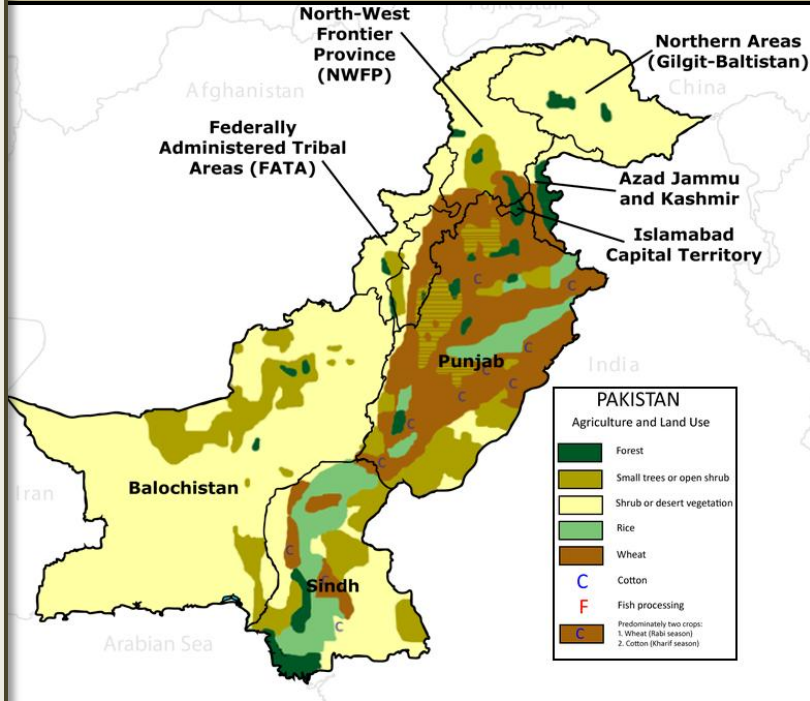 Tajikistan
North-West
Frontier
Province
(NWFP)
Northern Areas
(Gilgit-Baltistan)
Afghanistan
China
Federally
Administered Tribal
Areas (FATA)
Azad Jammu
and Kashmir
Islamabad
Capital Territory
C
C
C
Punjab
India
C
C
C
C
C
PAKISTAN
Agriculture and Land Use
Forest
Small trees or open shrub
Shrub or desert vegetation
Rice
Wheat
C Cotton
F Fish processing
C Predominately two crops:
1. Wheat (Rabi season)
2. Cotton (Kharif season)
Iran
Balochistan
C
Sindh
C
C
Arabian Sea